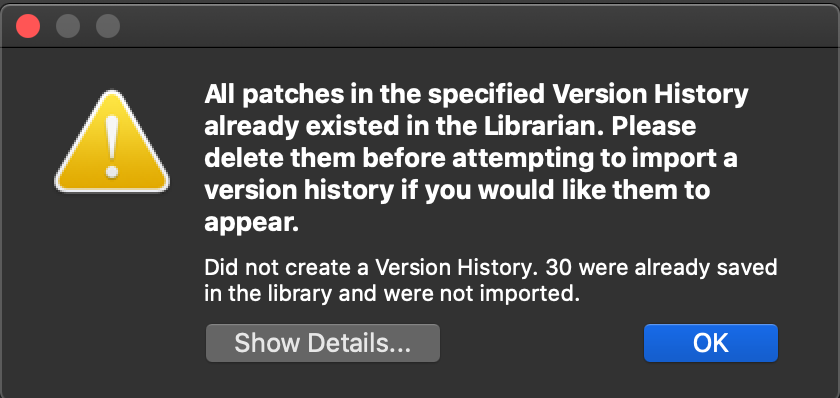 All patches in the specified Version History
already existed in the Librarian. Please
delete them before attempting to import a
version history if you would like them to
appear.
Did not create a Version History. 30 were already saved
in the library and were not imported.
Show Details...
OK